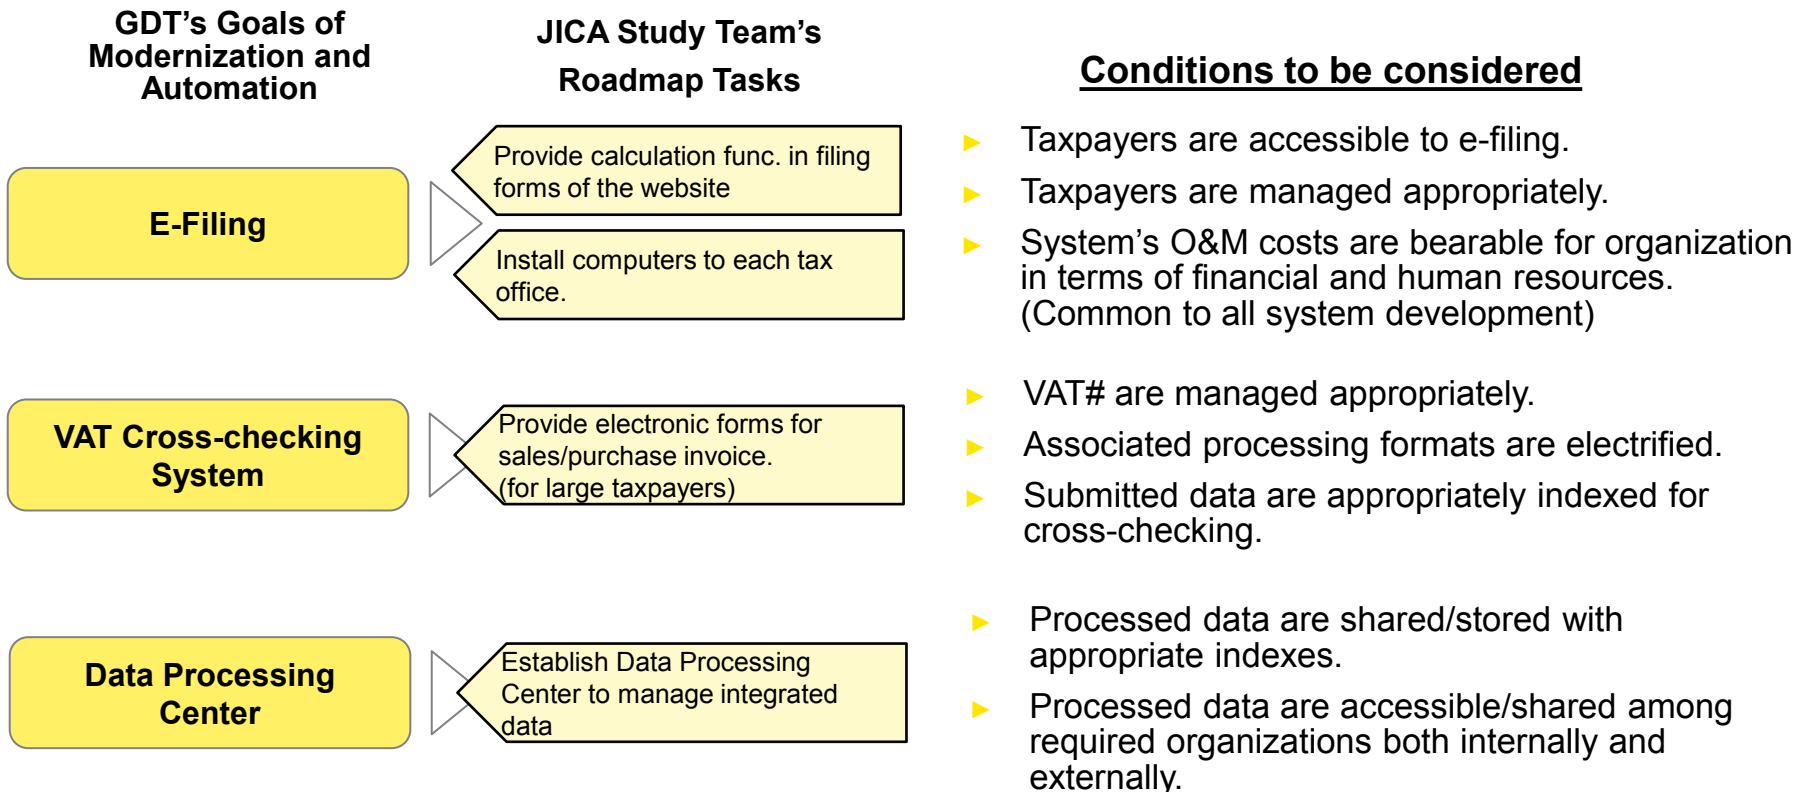 GDT’s Goals of
Modernization and
Automation
JICA Study Team’s
Roadmap Tasks
Conditions to be considered
E-Filing
Provide calculation func. in filing
forms of the website
Install computers to each tax
office.
► Taxpayers are accessible to e-filing.
► Taxpayers are managed appropriately.
► System’s O&M costs are bearable for organization
in terms of financial and human resources.
(Common to all system development)
VAT Cross-checking
System
Provide electronic forms for
sales/purchase invoice.
(for large taxpayers)
► VAT# are managed appropriately.
► Associated processing formats are electrified.
► Submitted data are appropriately indexed for
cross-checking.
Data Processing
Center
Establish Data Processing
Center to manage integrated
data
► Processed data are shared/stored with
appropriate indexes.
► Processed data are accessible/shared among
required organizations both internally and
externally.